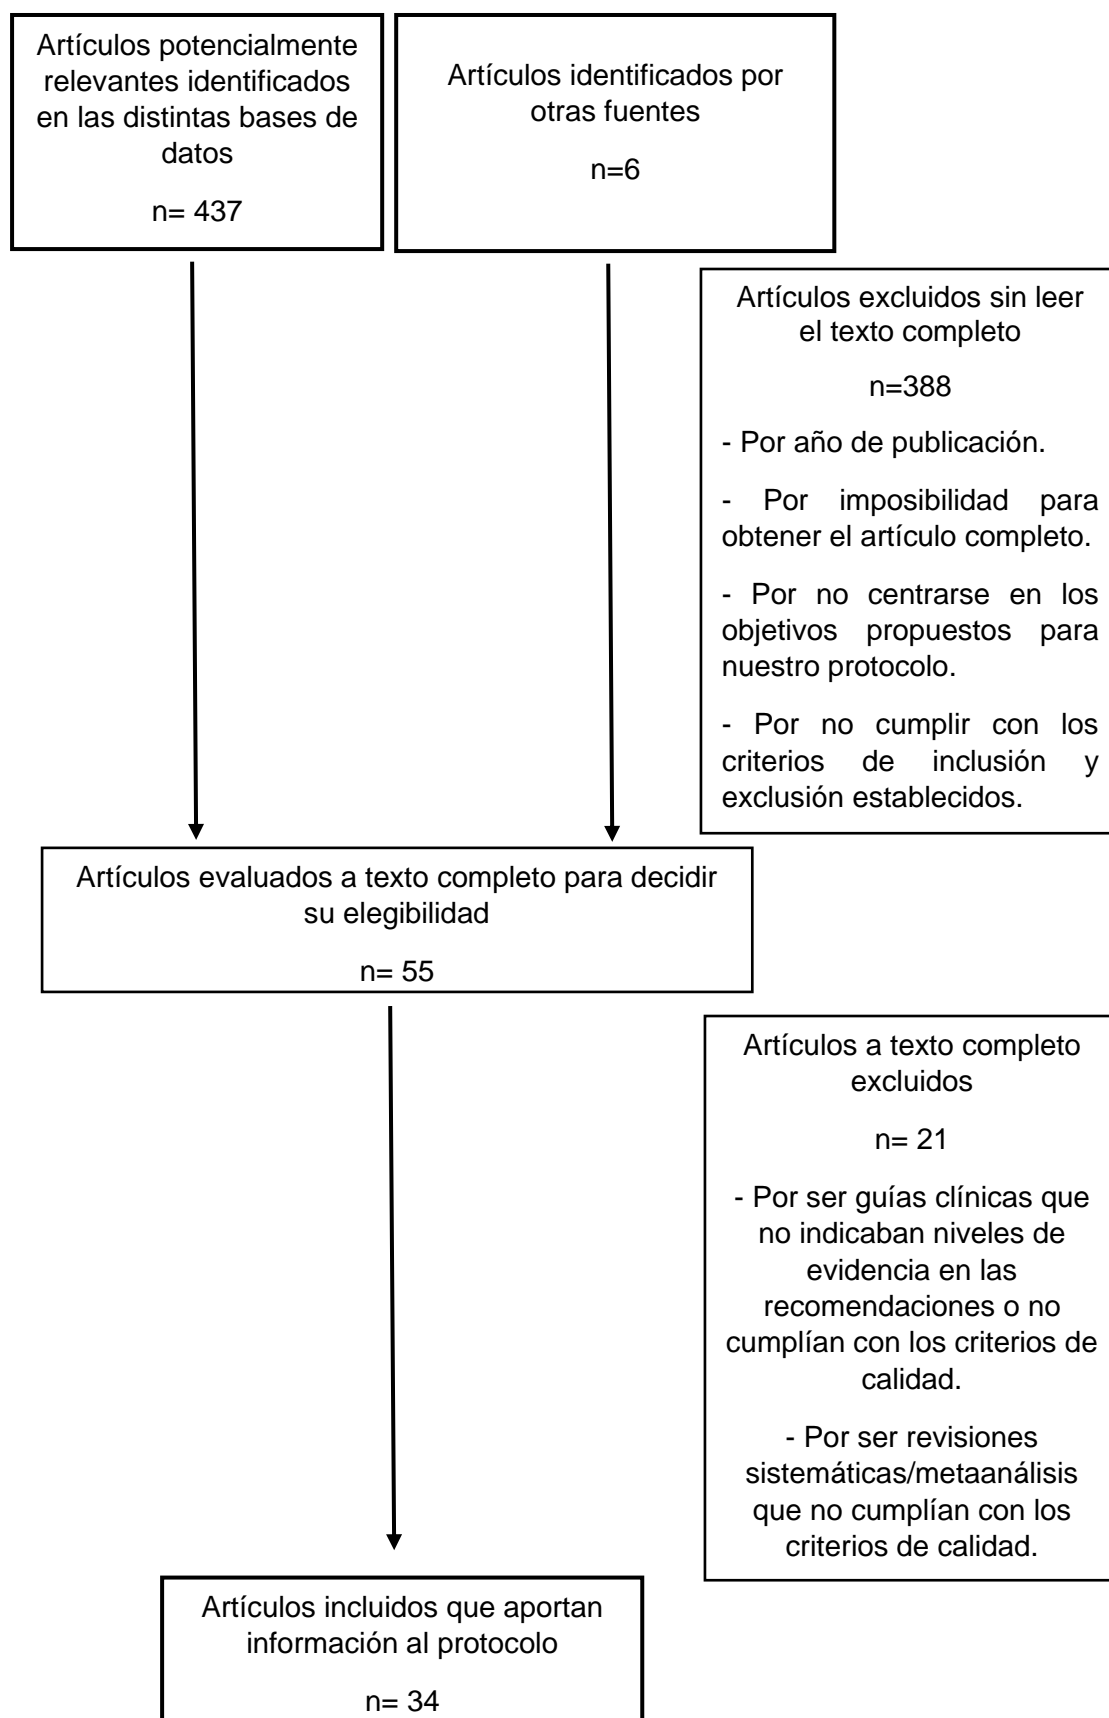 Artículos potencialmente
relevantes identificados
en las distintas bases de
datos
n= 437
Artículos identificados por
otras fuentes
n=6
Artículos excluidos sin leer
el texto completo
n=388
- Por año de publicación.
- Por imposibilidad para
obtener el artículo completo.
- Por no centrarse en los
objetivos propuestos para
nuestro protocolo.
- Por no cumplir con los
criterios de inclusión y
exclusión establecidos.
Artículos evaluados a texto completo para decidir
su elegibilidad
n= 55
Artículos a texto completo
excluidos
n= 21
- Por ser guías clínicas que
no indicaban niveles de
evidencia en las
recomendaciones o no
cumplían con los criterios de
calidad.
- Por ser revisiones
sistemáticas/metaanálisis
que no cumplían con los
criterios de calidad.
Artículos incluidos que aportan
información al protocolo
n= 34